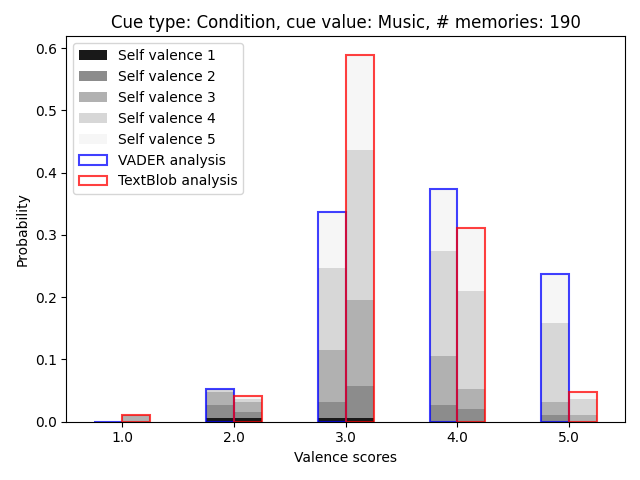 Cue type: Condition, cue value: Music, # memories: 190
Self valence 1
Self valence 2
Self valence 3
Self valence 4
Self valence 5
VADER analysis
TextBlob analysis
Probability
0.6
0.5
0.4
0.3
0.2
0.1
0.0
1.0 2.0 3.0 4.0 5.0
Valence scores